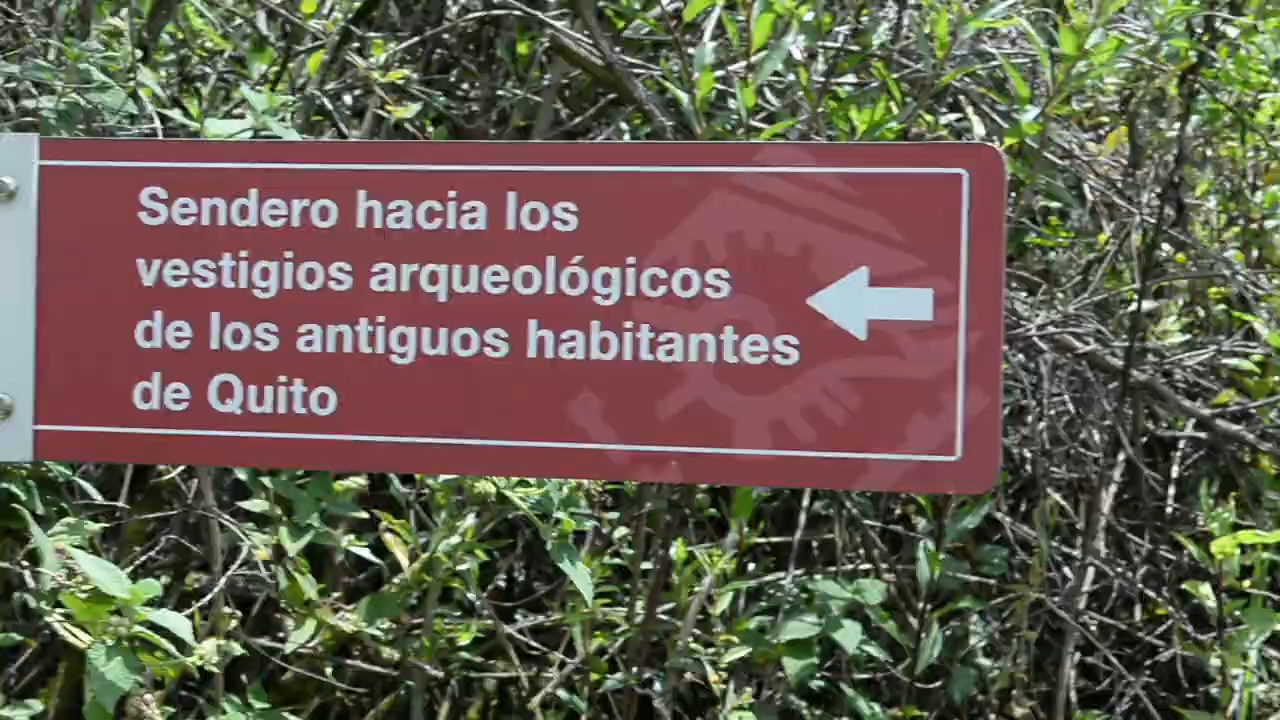 Sendero hacia los
vestigios arqueológicos
de los antiguos habitantes
de Quito